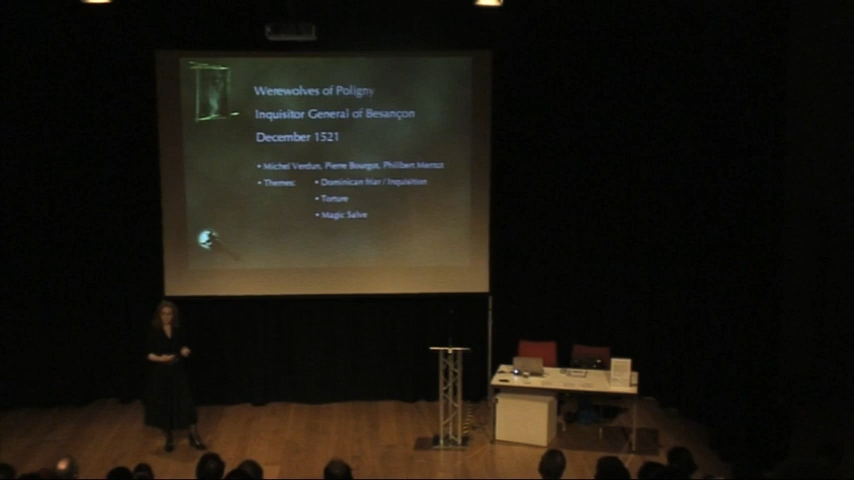 Werewolves of Poligny
Inquisitor General of Besançon
December 1521
• Michel Verdun, Pierre Bourgot, Philibert Mentot
• Themes: • Dominican friar / Inquisition
• Torture
• Magic Salve